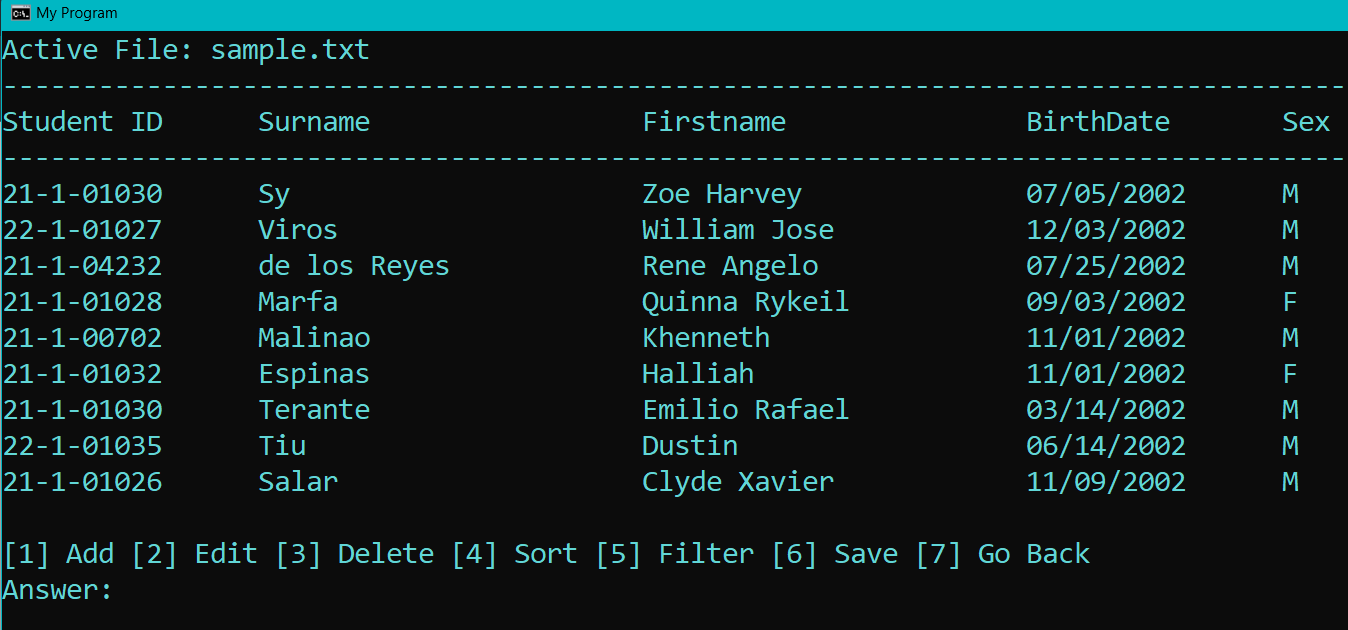 My Program
Active File: sample.txt
------------------------------------------------------------------------------------
Student ID      Surname                 Firstname               BirthDate       Sex
------------------------------------------------------------------------------------
21-1-01030      Sy                      Zoe Harvey              07/05/2002      M
22-1-01027      Viros                   William Jose            12/03/2002      M
21-1-04232      de los Reyes            Rene Angelo             07/25/2002      M
21-1-01028      Marfa                   Quinna Rykeil           09/03/2002      F
21-1-00702      Malinao                 Khenneth                11/01/2002      M
21-1-01032      Espinas                 Halliah                 11/01/2002      F
21-1-01030      Terante                 Emilio Rafael           03/14/2002      M
22-1-01035      Tiu                     Dustin                  06/14/2002      M
21-1-01026      Salar                   Clyde Xavier            11/09/2002      M
[1] Add [2] Edit [3] Delete [4] Sort [5] Filter [6] Save [7] Go Back
Answer: